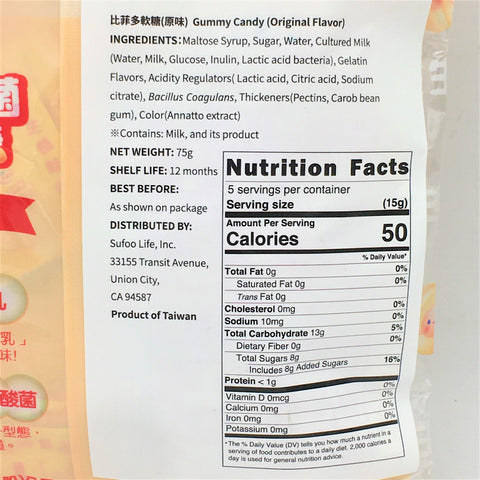 比菲多軟糖(原味) Gummy Candy (Original Flavor)
INGREDIENTS:Maltose Syrup, Sugar, Water, Cultured Milk
(Water, Milk, Glucose, Inulin, Lactic acid bacteria), Gelatin
Flavors, Acidity Regulators( Lactic acid, Citric acid, Sodium
citrate), Bacillus Coagulans, Thickeners(Pectins, Carob bean
gum), Color(Annatto extract)
※Contains: Milk, and its product
NET WEIGHT: 75g
SHELF LIFE: 12 months
BEST BEFORE:
As shown on package
DISTRIBUTED BY:
Sufoo Life, Inc.
33155 Transit Avenue,
Union City,
CA 94587
Product of Taiwan
Nutrition Facts
5 servings per container
Serving size (15g)
Amount Per Serving
Calories 50
% Daily Value*
Total Fat 0g 0%
Saturated Fat 0g 0%
Trans Fat 0g
Cholesterol 0mg 0%
Sodium 10mg 0%
Total Carbohydrate 13g 5%
Dietary Fiber 0g 0%
Total Sugars 8g
Includes 8g Added Sugars 16%
Protein < 1g
Vitamin D 0mcg 0%
Calcium 0mg 0%
Iron 0mg 0%
Potassium 0mg 0%
*The % Daily Value (DV) tells you how much a nutrient in a
serving of food contributes to a daily diet. 2,000 calories a
day is used for general nutrition advice.
菌
乳
乳」
味!
酸菌
型態,